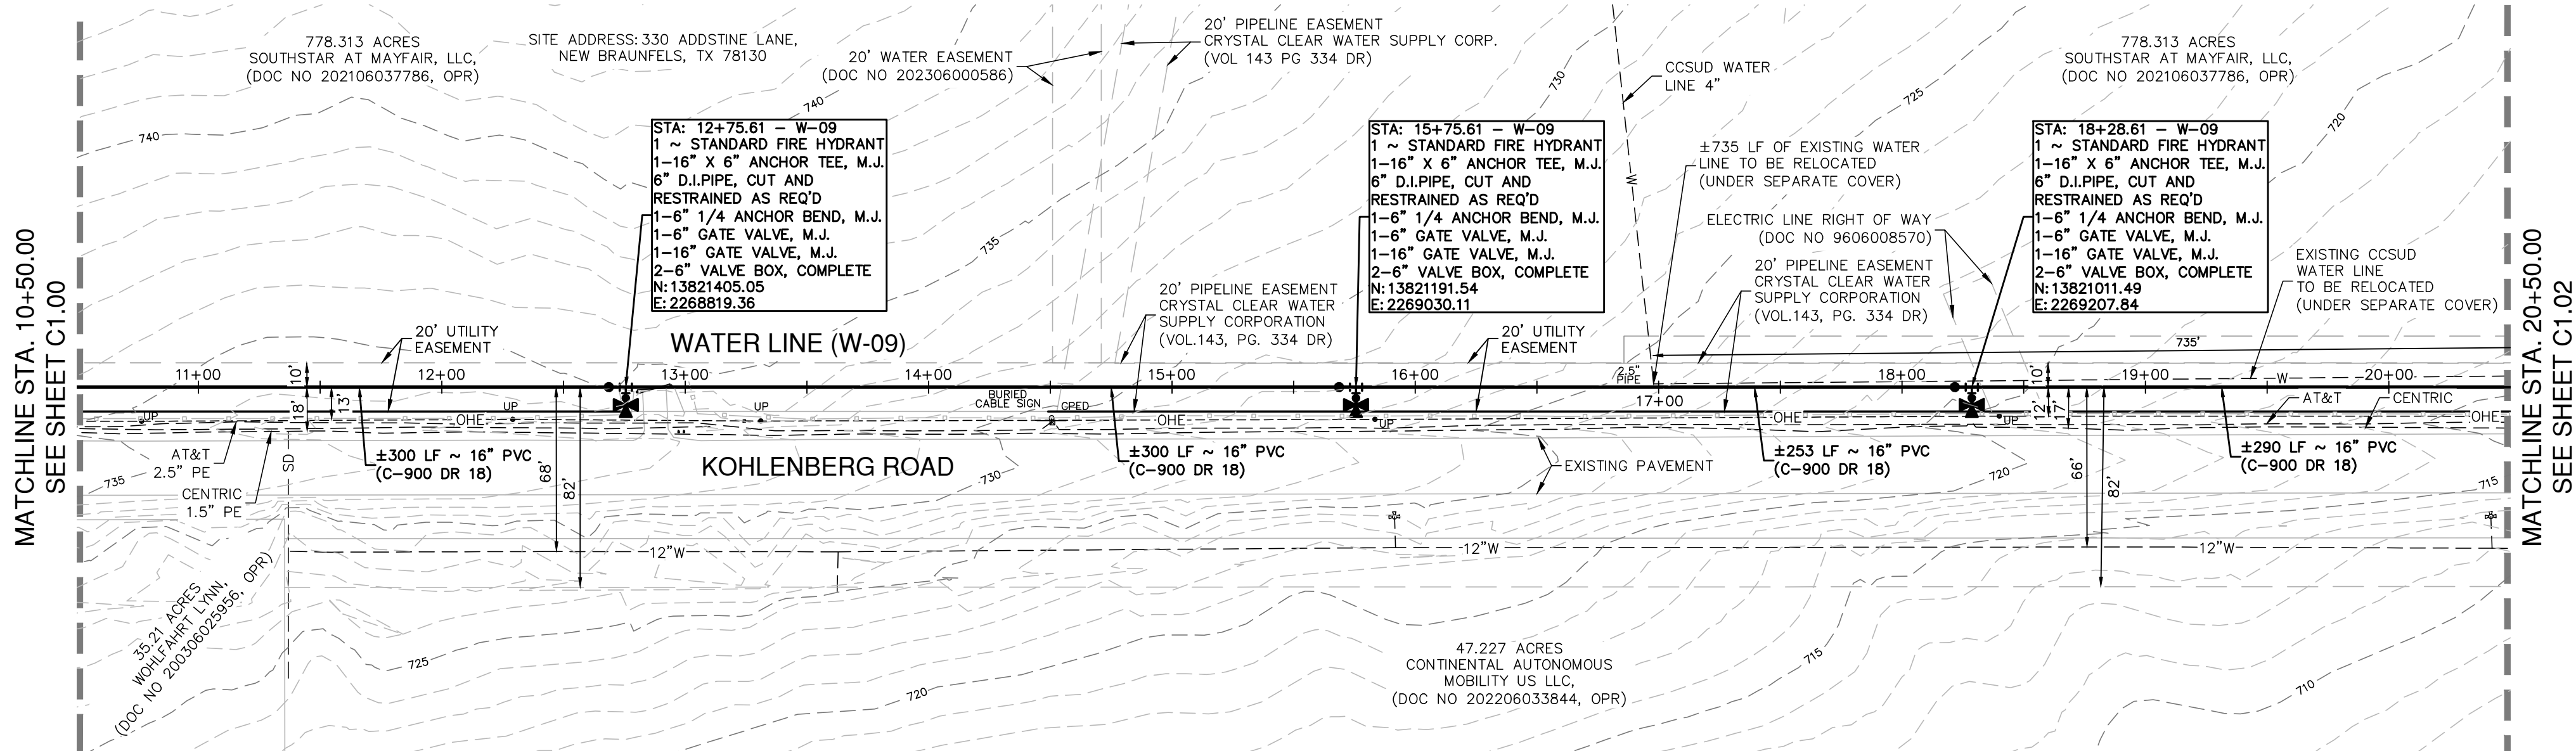 MATCHLINE STA. 10+50.00
SEE SHEET C1.00
778.313 ACRES
SOUTHSTAR AT MAYFAIR, LLC,
(DOC NO 202106037786, OPR)
SITE ADDRESS: 330 ADDSTINE LANE,
NEW BRAUNFELS, TX 78130
20' WATER EASEMENT
(DOC NO 202306000586)
20' PIPELINE EASEMENT
CRYSTAL CLEAR WATER SUPPLY CORP.
(VOL 143 PG 334 DR)
CCSUD WATER
LINE 4"
778.313 ACRES
SOUTHSTAR AT MAYFAIR, LLC,
(DOC NO 202106037786, OPR)
740
740
735
730
725
720
STA: 12+75.61 – W–09
1 ~ STANDARD FIRE HYDRANT
1–16" X 6" ANCHOR TEE, M.J.
6" D.I.PIPE, CUT AND
RESTRAINED AS REQ'D
1–6" 1/4 ANCHOR BEND, M.J.
1–6" GATE VALVE, M.J.
1–16" GATE VALVE, M.J.
2–6" VALVE BOX, COMPLETE
N:13821405.05
E:2268819.36
STA: 15+75.61 – W–09
1 ~ STANDARD FIRE HYDRANT
1–16" X 6" ANCHOR TEE, M.J.
6" D.I.PIPE, CUT AND
RESTRAINED AS REQ'D
1–6" 1/4 ANCHOR BEND, M.J.
1–6" GATE VALVE, M.J.
1–16" GATE VALVE, M.J.
2–6" VALVE BOX, COMPLETE
N:13821191.54
E:2269030.11
W
±735 LF OF EXISTING WATER
LINE TO BE RELOCATED
(UNDER SEPARATE COVER)
ELECTRIC LINE RIGHT OF WAY
(DOC NO 9606008570)
20' PIPELINE EASEMENT
CRYSTAL CLEAR WATER
SUPPLY CORPORATION
(VOL.143, PG. 334 DR)
STA: 18+28.61 – W–09
1 ~ STANDARD FIRE HYDRANT
1–16" X 6" ANCHOR TEE, M.J.
6" D.I.PIPE, CUT AND
RESTRAINED AS REQ'D
1–6" 1/4 ANCHOR BEND, M.J.
1–6" GATE VALVE, M.J.
1–16" GATE VALVE, M.J.
2–6" VALVE BOX, COMPLETE
N:13821011.49
E:2269207.84
EXISTING CCSUD
WATER LINE
TO BE RELOCATED
(UNDER SEPARATE COVER)
20' UTILITY
EASEMENT
WATER LINE (W-09)
20' PIPELINE EASEMENT
CRYSTAL CLEAR WATER
SUPPLY CORPORATION
(VOL.143, PG. 334 DR)
20' UTILITY
EASEMENT
735'
11+00
12+00
13+00
14+00
15+00
16+00
17+00
18+00
19+00
20+00
10'
18'
13'
2.5"
PIPE
10'
12'
17'
W
UP
UP
UP
UP
UP
OHE
OHE
OHE
OHE
BURIED
CABLE SIGN
CPED
AT&T
CENTRIC
AT&T
2.5" PE
CENTRIC
1.5" PE
SD
±300 LF ~ 16" PVC
(C–900 DR 18)
KOHLENBERG ROAD
±300 LF ~ 16" PVC
(C–900 DR 18)
EXISTING PAVEMENT
±253 LF ~ 16" PVC
(C–900 DR 18)
±290 LF ~ 16" PVC
(C–900 DR 18)
68'
82'
66'
82'
735
730
720
715
12"W
12"W
12"W
35.21 ACRES
WOHLFAHRT LYNN,
(DOC NO 200306025956, OPR)
725
720
715
710
47.227 ACRES
CONTINENTAL AUTONOMOUS
MOBILITY US LLC,
(DOC NO 202206033844, OPR)
MATCHLINE STA. 20+50.00
SEE SHEET C1.02